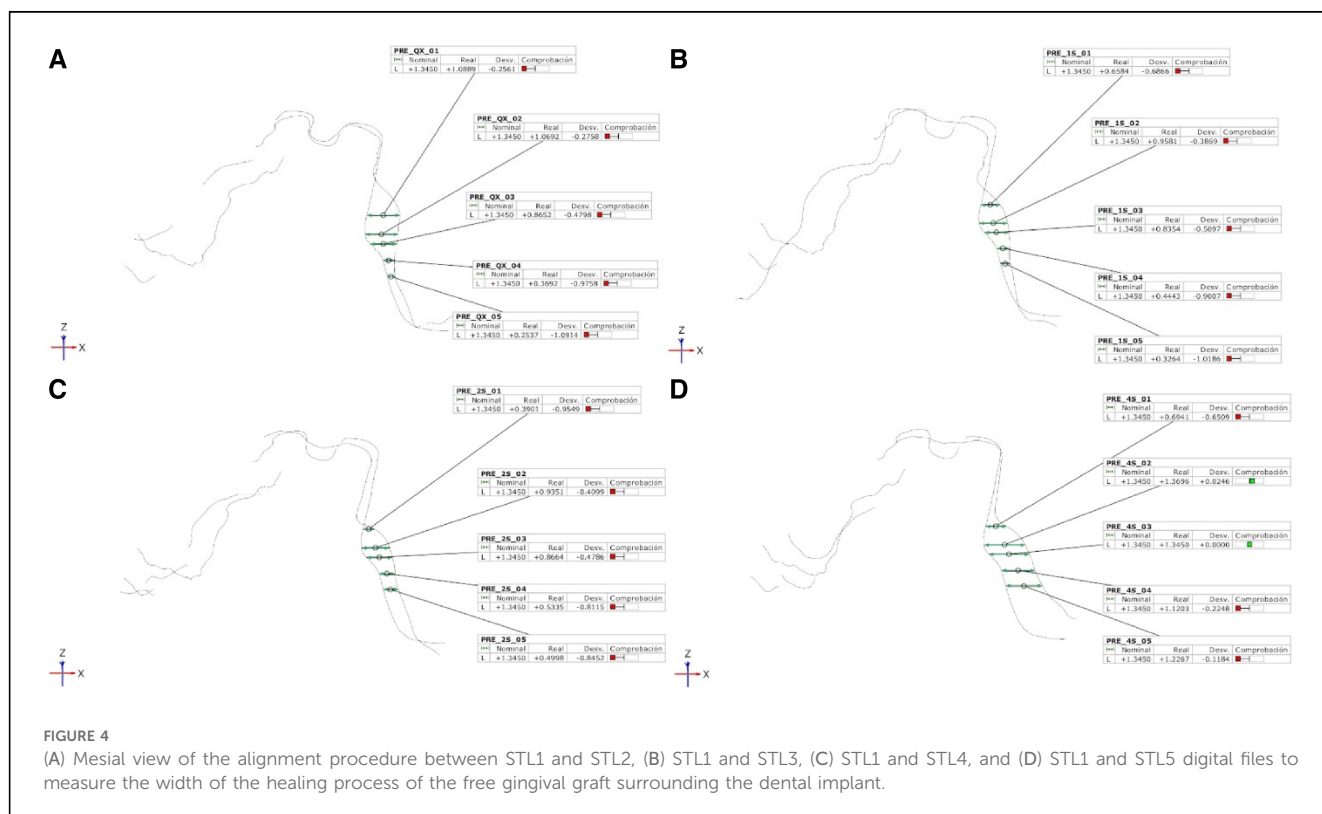 A
PRE_QX_01
Nominal Real Desv. Comprobación
L +1.3450 +1.0889 -0.2561
PRE_QX_02
Nominal Real Desv. Comprobación
L +1.3450 +1.0692 -0.2758
PRE_QX_03
Nominal Real Desv. Comprobación
L +1.3450 +0.8652 -0.4798
PRE_QX_04
Nominal Real Desv. Comprobación
L +1.3450 +0.3692 -0.9758
PRE_QX_05
Nominal Real Desv. Comprobación
L +1.3450 +0.2537 -1.0914
Z
X
B
PRE_1S_01
Nominal Real Desv. Comprobación
L +1.3450 +0.6584 -0.6866
PRE_1S_02
Nominal Real Desv. Comprobación
L +1.3450 +0.9581 -0.3869
PRE_1S_03
Nominal Real Desv. Comprobación
L +1.3450 +0.8354 -0.5097
PRE_1S_04
Nominal Real Desv. Comprobación
L +1.3450 +0.4443 -0.9007
PRE_1S_05
Nominal Real Desv. Comprobación
L +1.3450 +0.3264 -1.0186
Z
X
C
PRE_2S_01
Nominal Real Desv. Comprobación
L +1.3450 +0.3901 -0.9549
PRE_2S_02
Nominal Real Desv. Comprobación
L +1.3450 +0.9351 -0.4099
PRE_2S_03
Nominal Real Desv. Comprobación
L +1.3450 +0.8664 -0.4786
PRE_2S_04
Nominal Real Desv. Comprobación
L +1.3450 +0.5335 -0.8115
PRE_2S_05
Nominal Real Desv. Comprobación
L +1.3450 +0.4998 -0.8452
Z
X
D
PRE_4S_01
Nominal Real Desv. Comprobación
L +1.3450 +0.6941 -0.6509
PRE_4S_02
Nominal Real Desv. Comprobación
L +1.3450 +1.3696 +0.0246
PRE_4S_03
Nominal Real Desv. Comprobación
L +1.3450 +1.3450 +0.0000
PRE_4S_04
Nominal Real Desv. Comprobación
L +1.3450 +1.1203 -0.2248
PRE_4S_05
Nominal Real Desv. Comprobación
L +1.3450 +1.2267 -0.1184
Z
X
FIGURE 4
(A) Mesial view of the alignment procedure between STL1 and STL2, (B) STL1 and STL3, (C) STL1 and STL4, and (D) STL1 and STL5 digital files to
measure the width of the healing process of the free gingival graft surrounding the dental implant.